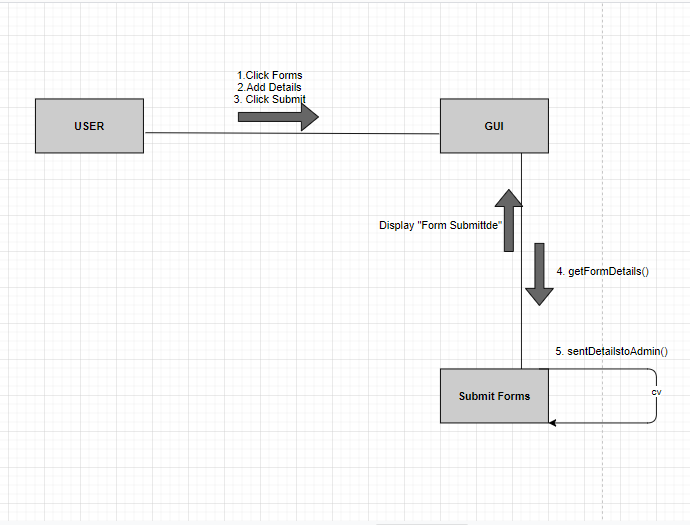 1.Click Forms
2.Add Details
3. Click Submit
USER
GUI
Display "Form Submittde"
4. getFormDetails()
5. sentDetailstoAdmin()
Submit Forms
cv